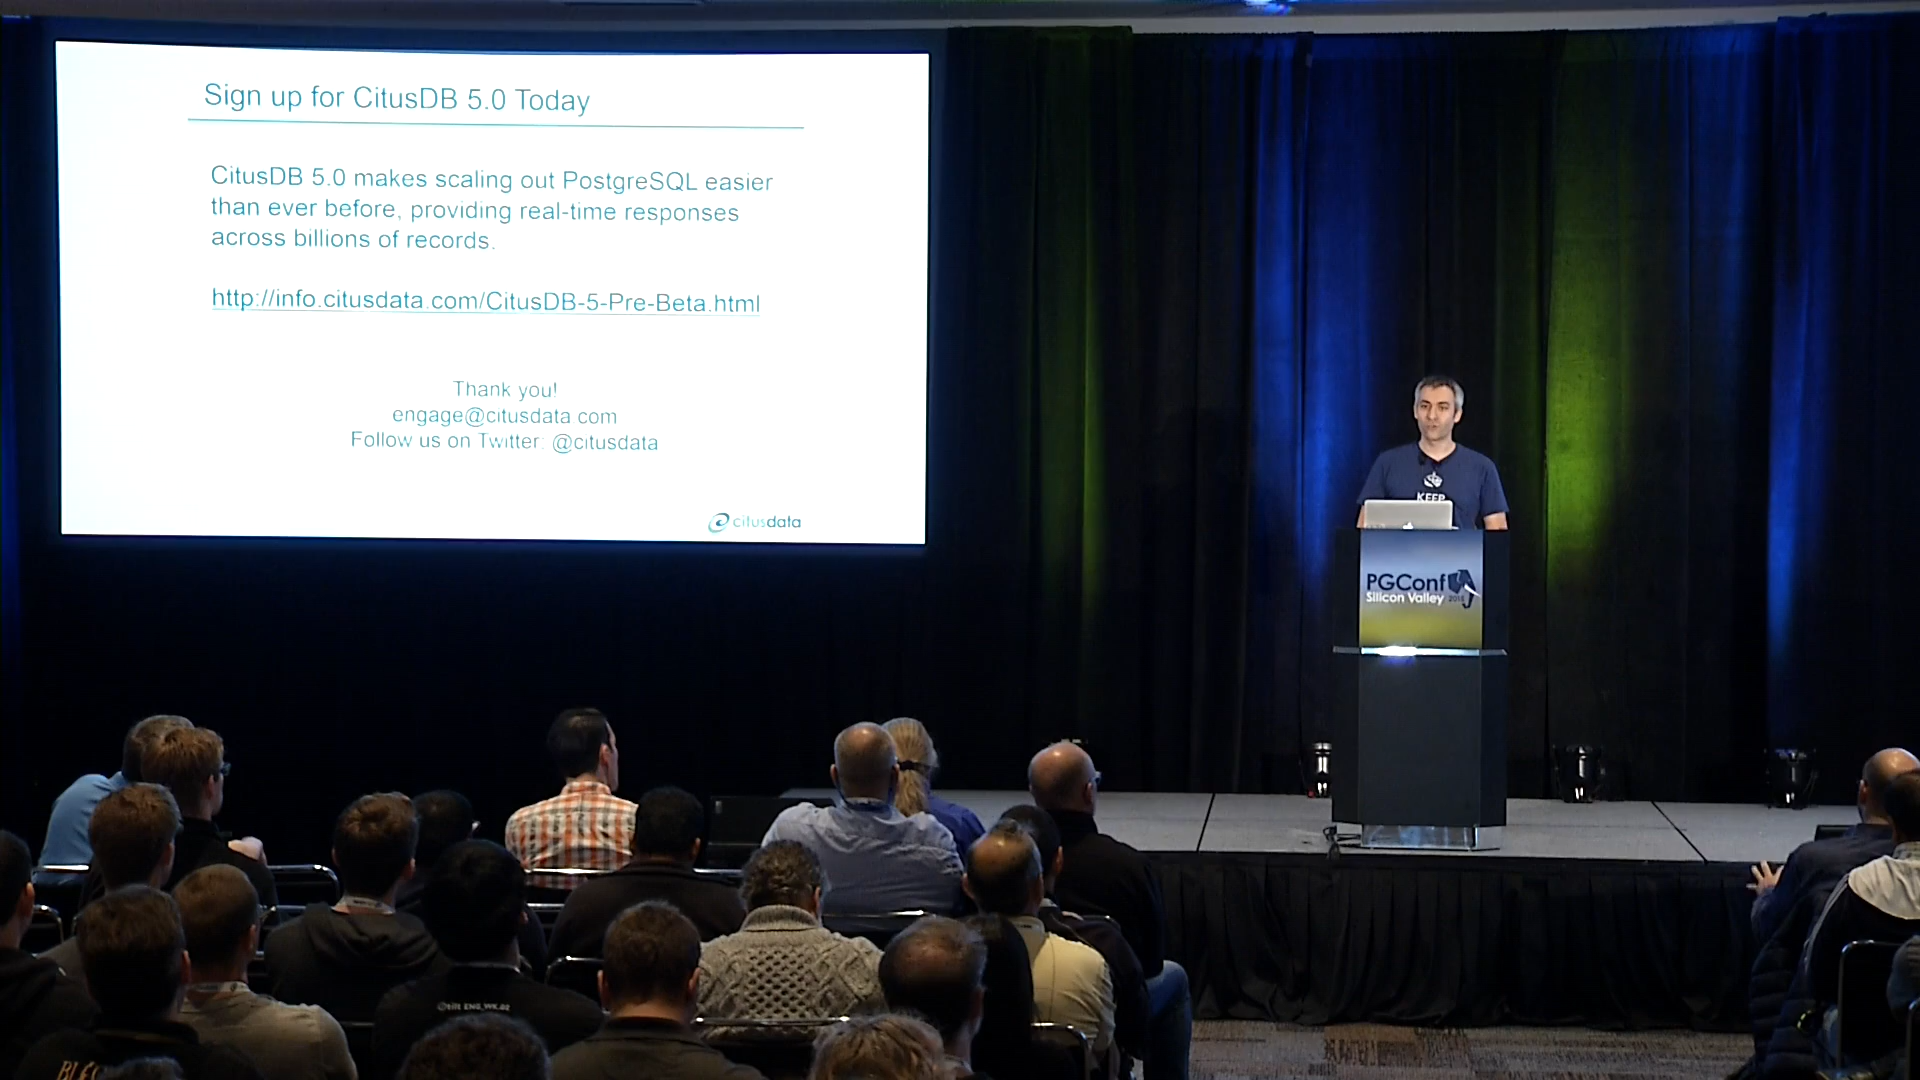 Sign up for CitusDB 5.0 Today
CitusDB 5.0 makes scaling out PostgreSQL easier
than ever before, providing real-time responses
across billions of records.
http://info.citusdata.com/CitusDB-5-Pre-Beta.html
Thank you!
engage@citusdata.com
Follow us on Twitter: @citusdata
citusdata
KEEP
PGConf
Silicon Valley
2015